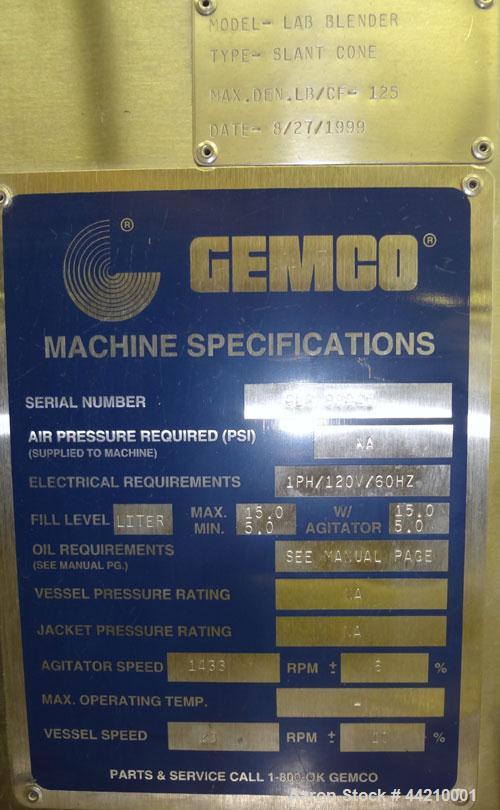 MODEL- LAB BLENDER
TYPE- SLANT CONE
MAX.DEN.LB/CF- 125
DATE- 8/27/1999
® GEMCO®
MACHINE SPECIFICATIONS
SERIAL NUMBER
AIR PRESSURE REQUIRED (PSI) NA
(SUPPLIED TO MACHINE)
ELECTRICAL REQUIREMENTS 1PH/120V/60HZ
FILL LEVEL LITER MAX. 15.0 W/ 15.0
MIN. 5.0 AGITATOR 5.0
OIL REQUIREMENTS SEE MANUAL PAGE
(SEE MANUAL PG.)
VESSEL PRESSURE RATING NA
JACKET PRESSURE RATING NA
AGITATOR SPEED 1433 RPM ± %
MAX. OPERATING TEMP. -
VESSEL SPEED RPM ± %
PARTS & SERVICE CALL 1-800-OK GEMCO
Aaron Stock # 44210001